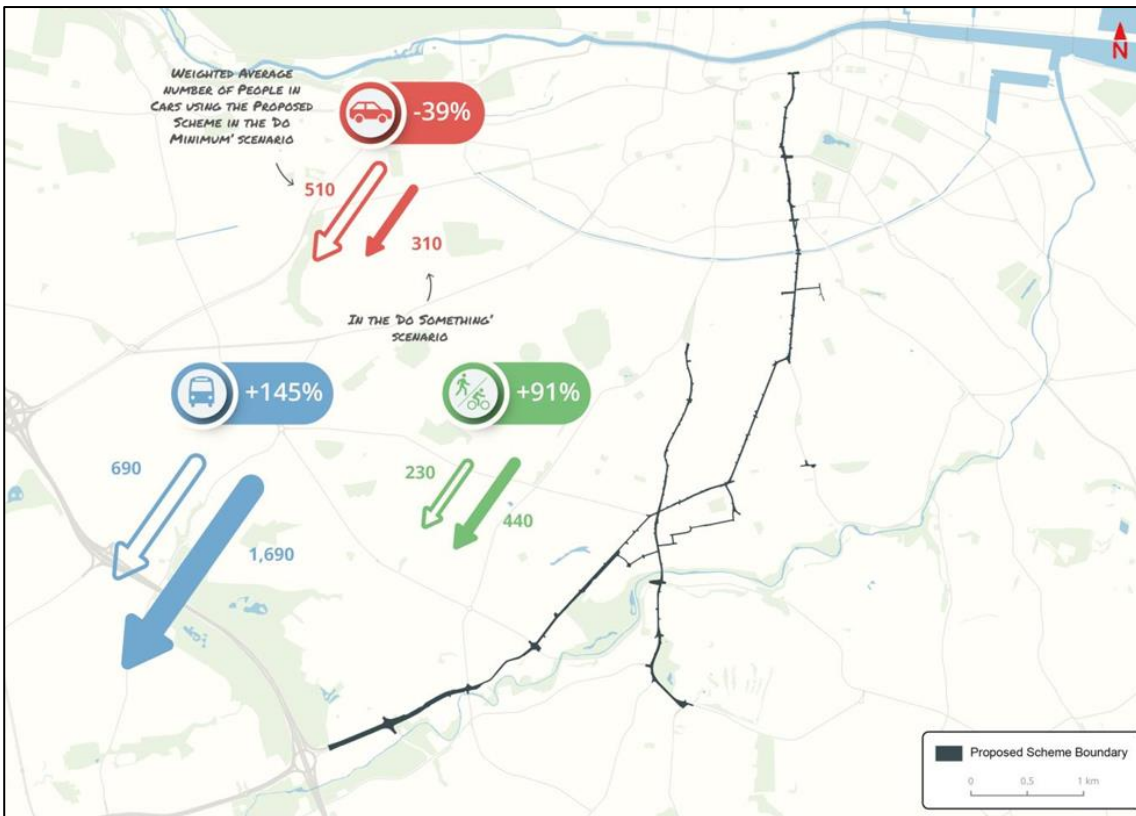 N
WEIGHTED AVERAGE
NUMBER OF PEOPLE IN
CARS USING THE PROPOSED
SCHEME IN THE 'DO
MINIMUM' SCENARIO
-39%
510
310
IN THE 'DO SOMETHING'
SCENARIO
+145%
+91%
690
230
440
1,690
Proposed Scheme Boundary
0 0.5 1 km